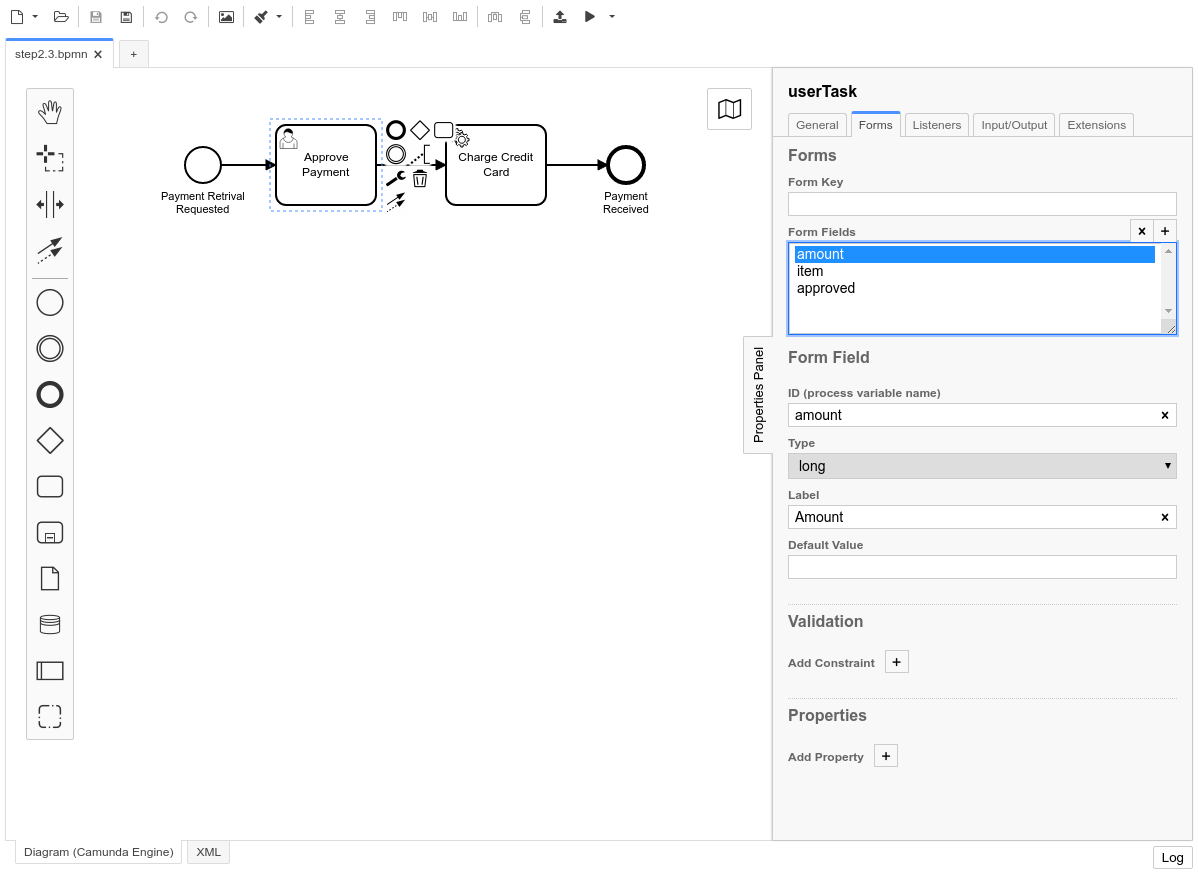 step2.3.bpmn ×
+
Approve
Payment
Charge Credit
Card
Payment Retrival
Requested
Payment
Received
Properties Panel
userTask
General
Forms
Listeners
Input/Output
Extensions
Forms
Form Key
Form Fields
× +
amount
item
approved
Form Field
ID (process variable name)
amount ×
Type
long
Label
Amount ×
Default Value
Validation
Add Constraint +
Properties
Add Property +
Diagram (Camunda Engine)
XML
Log